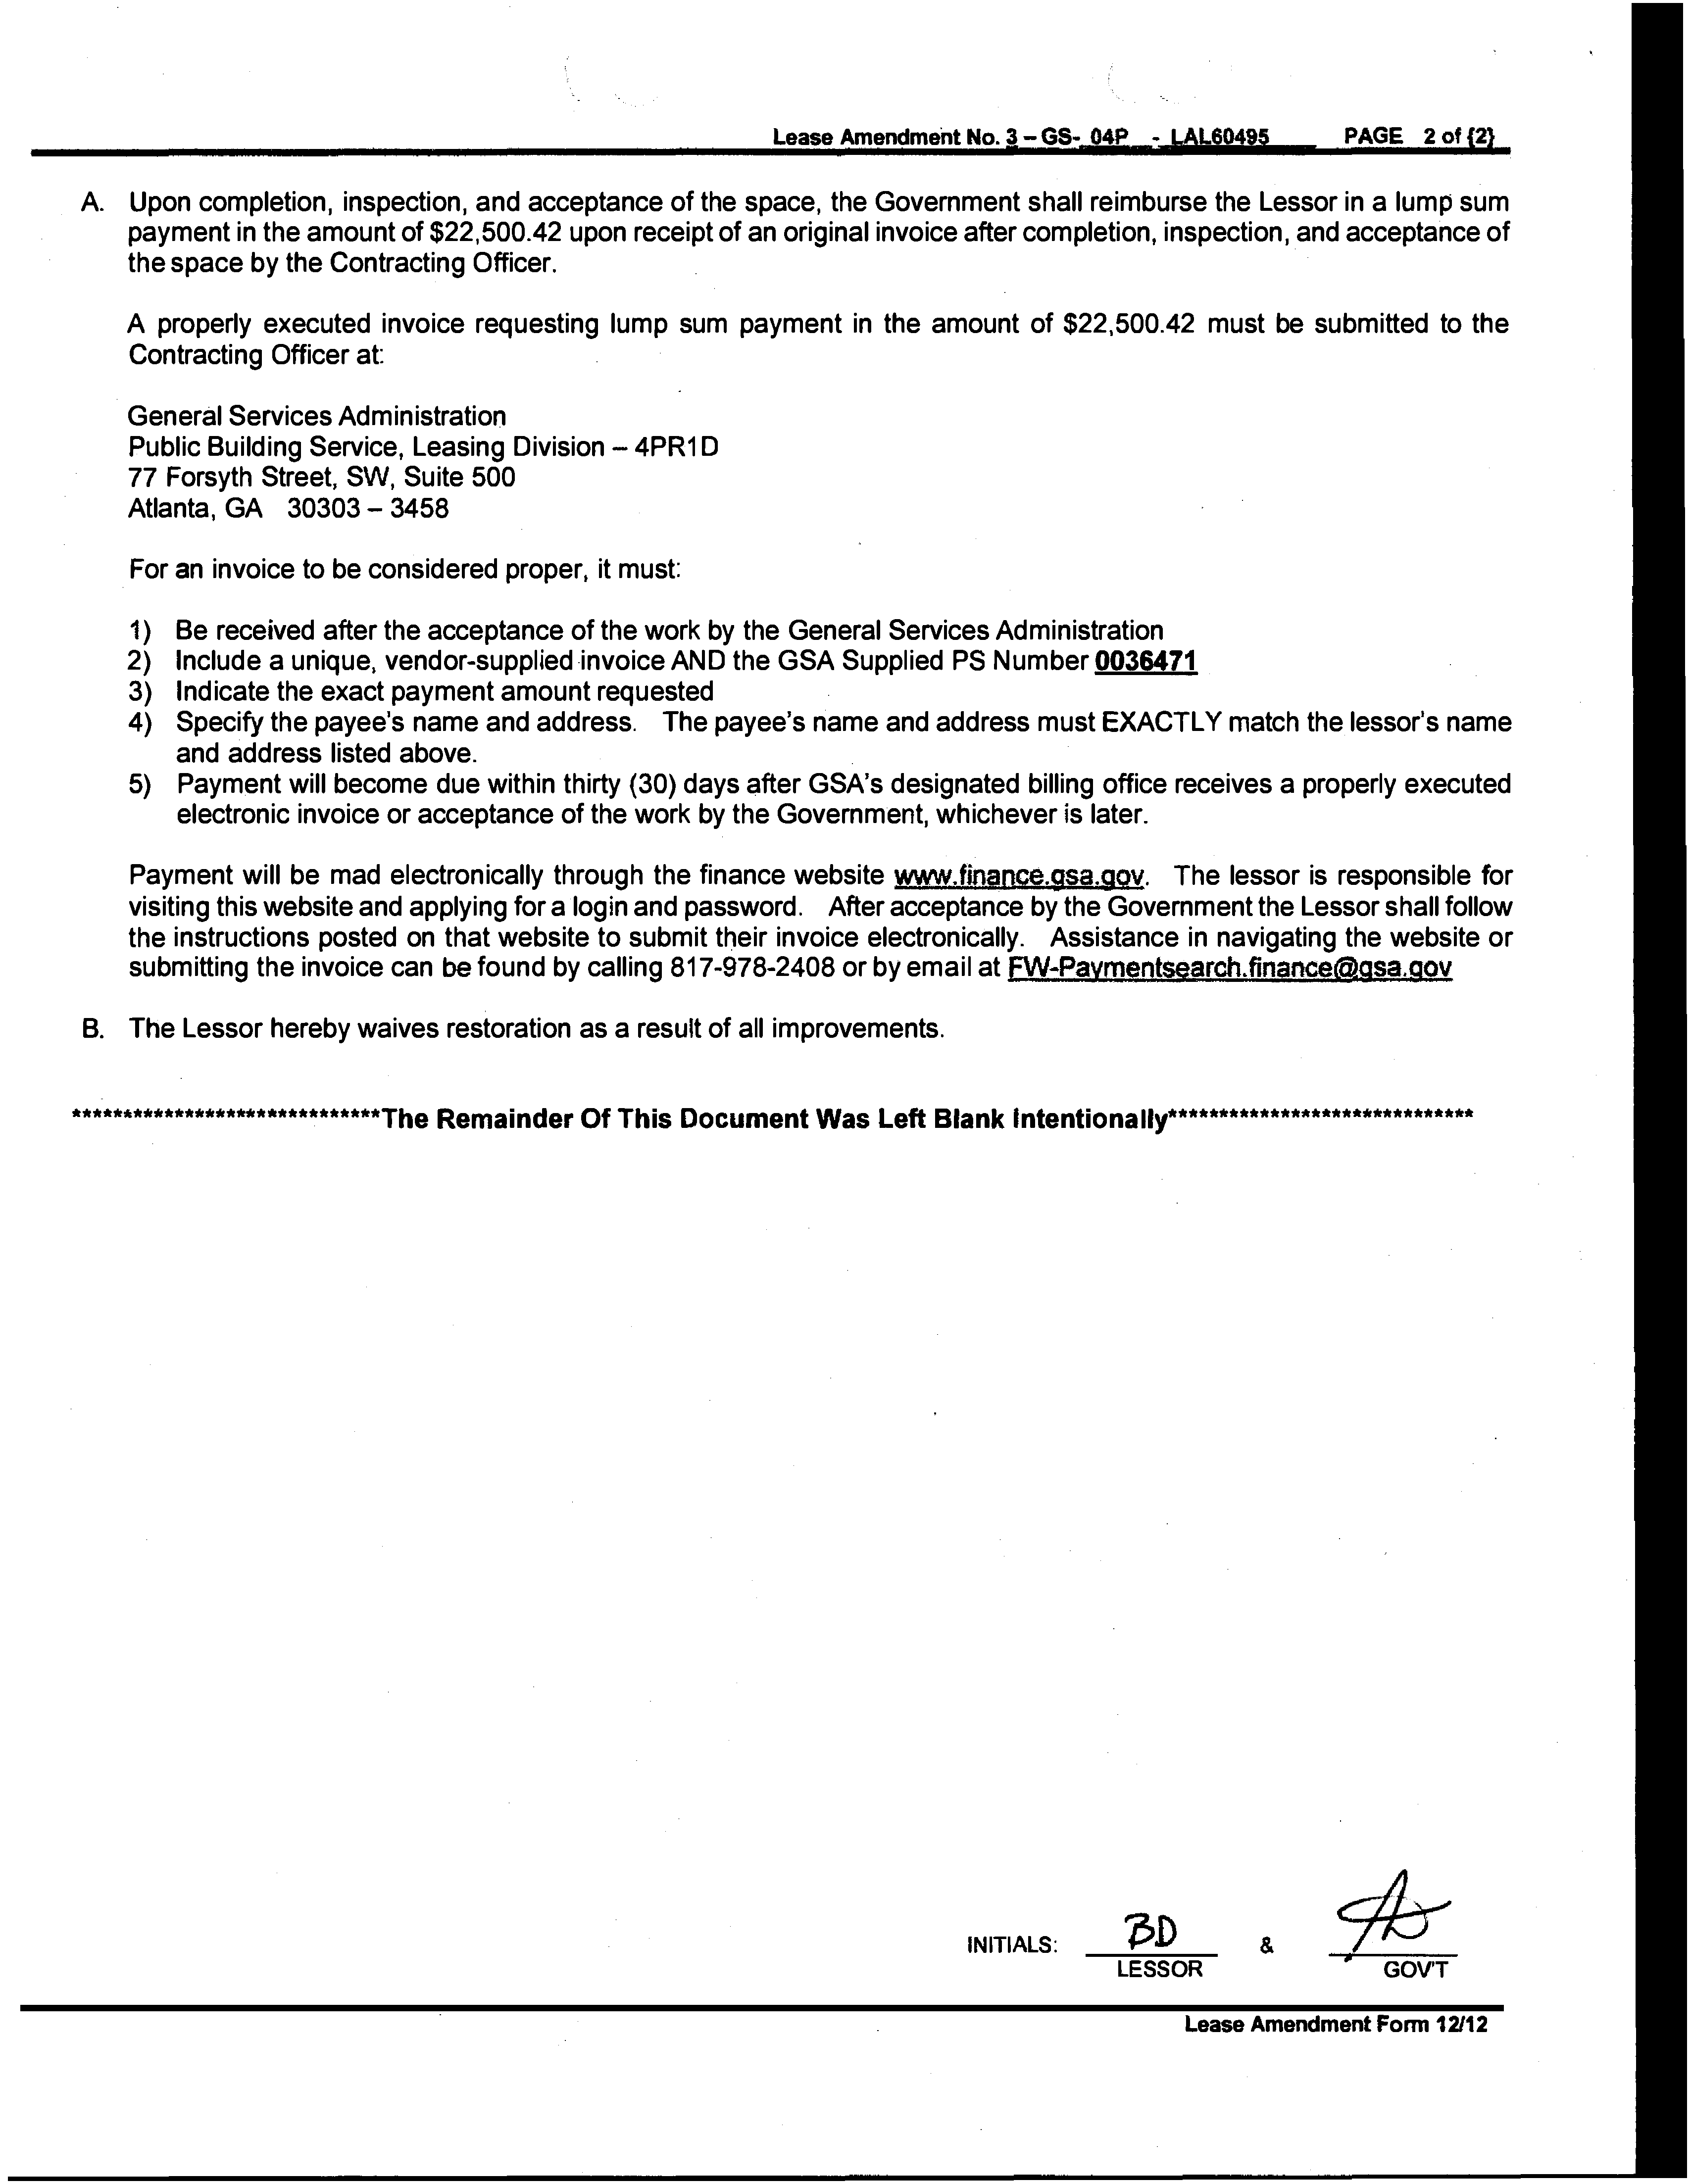 Lease Amendment No. 3 – GS- 04P - LAL60495 PAGE 2 of {2}
A. Upon completion, inspection, and acceptance of the space, the Government shall reimburse the Lessor in a lump sum
payment in the amount of $22,500.42 upon receipt of an original invoice after completion, inspection, and acceptance of
the space by the Contracting Officer.
A properly executed invoice requesting lump sum payment in the amount of $22,500.42 must be submitted to the
Contracting Officer at:
General Services Administration
Public Building Service, Leasing Division – 4PR1D
77 Forsyth Street, SW, Suite 500
Atlanta, GA 30303 – 3458
For an invoice to be considered proper, it must:
1) Be received after the acceptance of the work by the General Services Administration
2) Include a unique, vendor-supplied invoice AND the GSA Supplied PS Number 0036471
3) Indicate the exact payment amount requested
4) Specify the payee's name and address. The payee's name and address must EXACTLY match the lessor's name
and address listed above.
5) Payment will become due within thirty (30) days after GSA's designated billing office receives a properly executed
electronic invoice or acceptance of the work by the Government, whichever is later.
Payment will be mad electronically through the finance website www.finance.gsa.gov. The lessor is responsible for
visiting this website and applying for a login and password. After acceptance by the Government the Lessor shall follow
the instructions posted on that website to submit their invoice electronically. Assistance in navigating the website or
submitting the invoice can be found by calling 817-978-2408 or by email at FW-Paymentsearch.finance@gsa.gov
B. The Lessor hereby waives restoration as a result of all improvements.
******************************The Remainder Of This Document Was Left Blank Intentionally******************************
INITIALS: BD &
LESSOR GOV'T
Lease Amendment Form 12/12